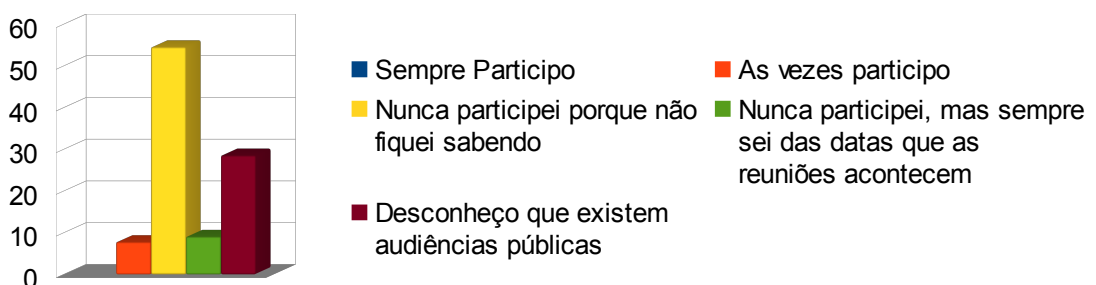 60
50
40
30
20
10
0
Sempre Participo
As vezes participo
Nunca participei porque não
fiquei sabendo
Nunca participei, mas sempre
sei das datas que as
reuniões acontecem
Desconheço que existem
audiências públicas